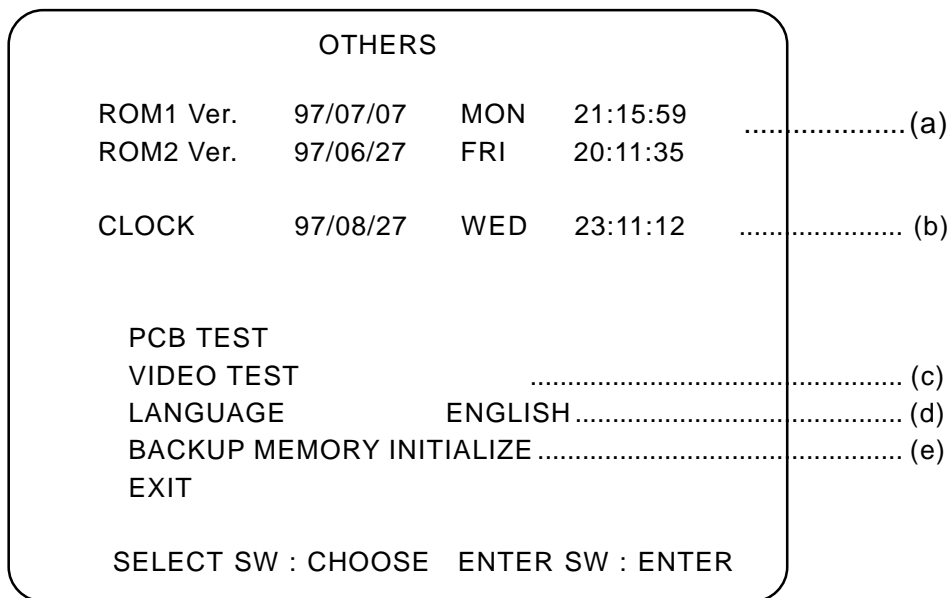 OTHERS
ROM1 Ver. 97/07/07 MON 21:15:59 ....................(a)
ROM2 Ver. 97/06/27 FRI 20:11:35
CLOCK 97/08/27 WED 23:11:12 ...................... (b)
PCB TEST
VIDEO TEST .................................................. (c)
LANGUAGE ENGLISH............................................ (d)
BACKUP MEMORY INITIALIZE ................................................. (e)
EXIT
SELECT SW : CHOOSE ENTER SW : ENTER